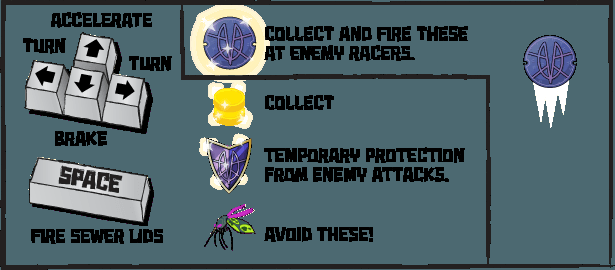 ACCELERATE
TURN
TURN
BRAKE
SPACE
FIRE SEWER LIDS
COLLECT AND FIRE THESE
AT ENEMY RACERS.
COLLECT
TEMPORARY PROTECTION
FROM ENEMY ATTACKS.
AVOID THESE!